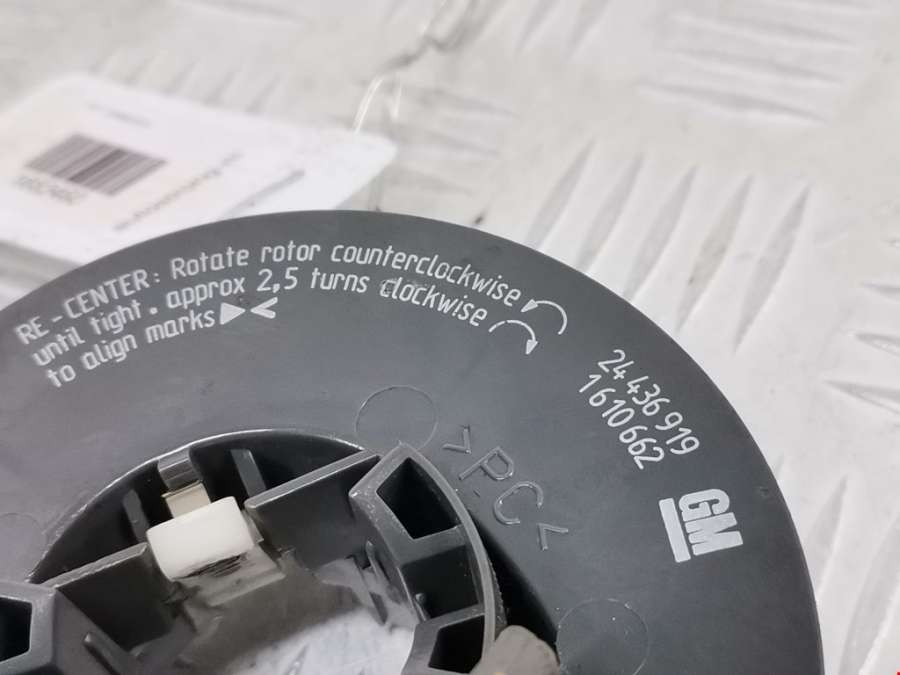 RE-CENTER: Rotate rotor counterclockwise
until tight. approx 2,5 turns clockwise
to align marks
24436919
1610662
GM
>PC<